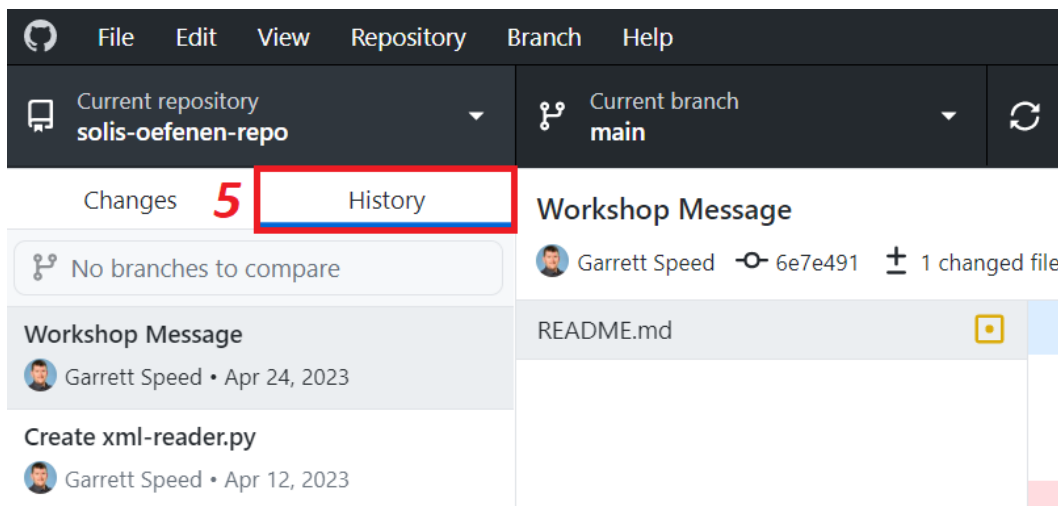 File Edit View Repository Branch Help
Current repository
solis-oefenen-repo
Current branch
main
Changes 5 History
No branches to compare
Workshop Message
Garrett Speed • Apr 24, 2023
Create xml-reader.py
Garrett Speed • Apr 12, 2023
Workshop Message
Garrett Speed 6e7e491 1 changed file
README.md